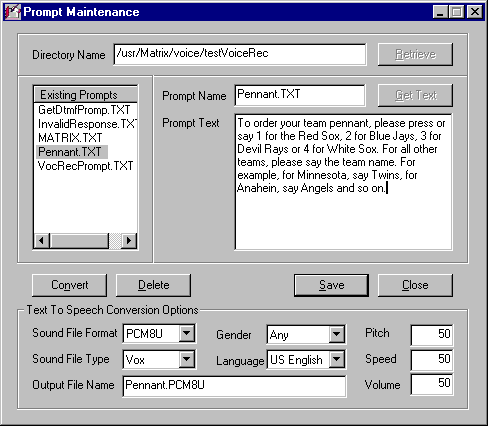 Prompt Maintenance
Directory Name /usr/Matrix/voice/testVoiceRec Retrieve
Existing Prompts
GetDtmfPromp.TXT
InvalidResponse.TXT
MATRIX.TXT
Pennant.TXT
VocRecPrompt.TXT
Prompt Name Pennant.TXT Get Text
Prompt Text
To order your team pennant, please press or
say 1 for the Red Sox, 2 for Blue Jays, 3 for
Devil Rays or 4 for White Sox. For all other
teams, please say the team name. For
example, for Minnesota, say Twins, for
Anahein, say Angels and so on.
Convert Delete Save Close
Text To Speech Conversion Options
Sound File Format PCM8U Gender Any Pitch 50
Sound File Type Vox Language US English Speed 50
Output File Name Pennant.PCM8U Volume 50